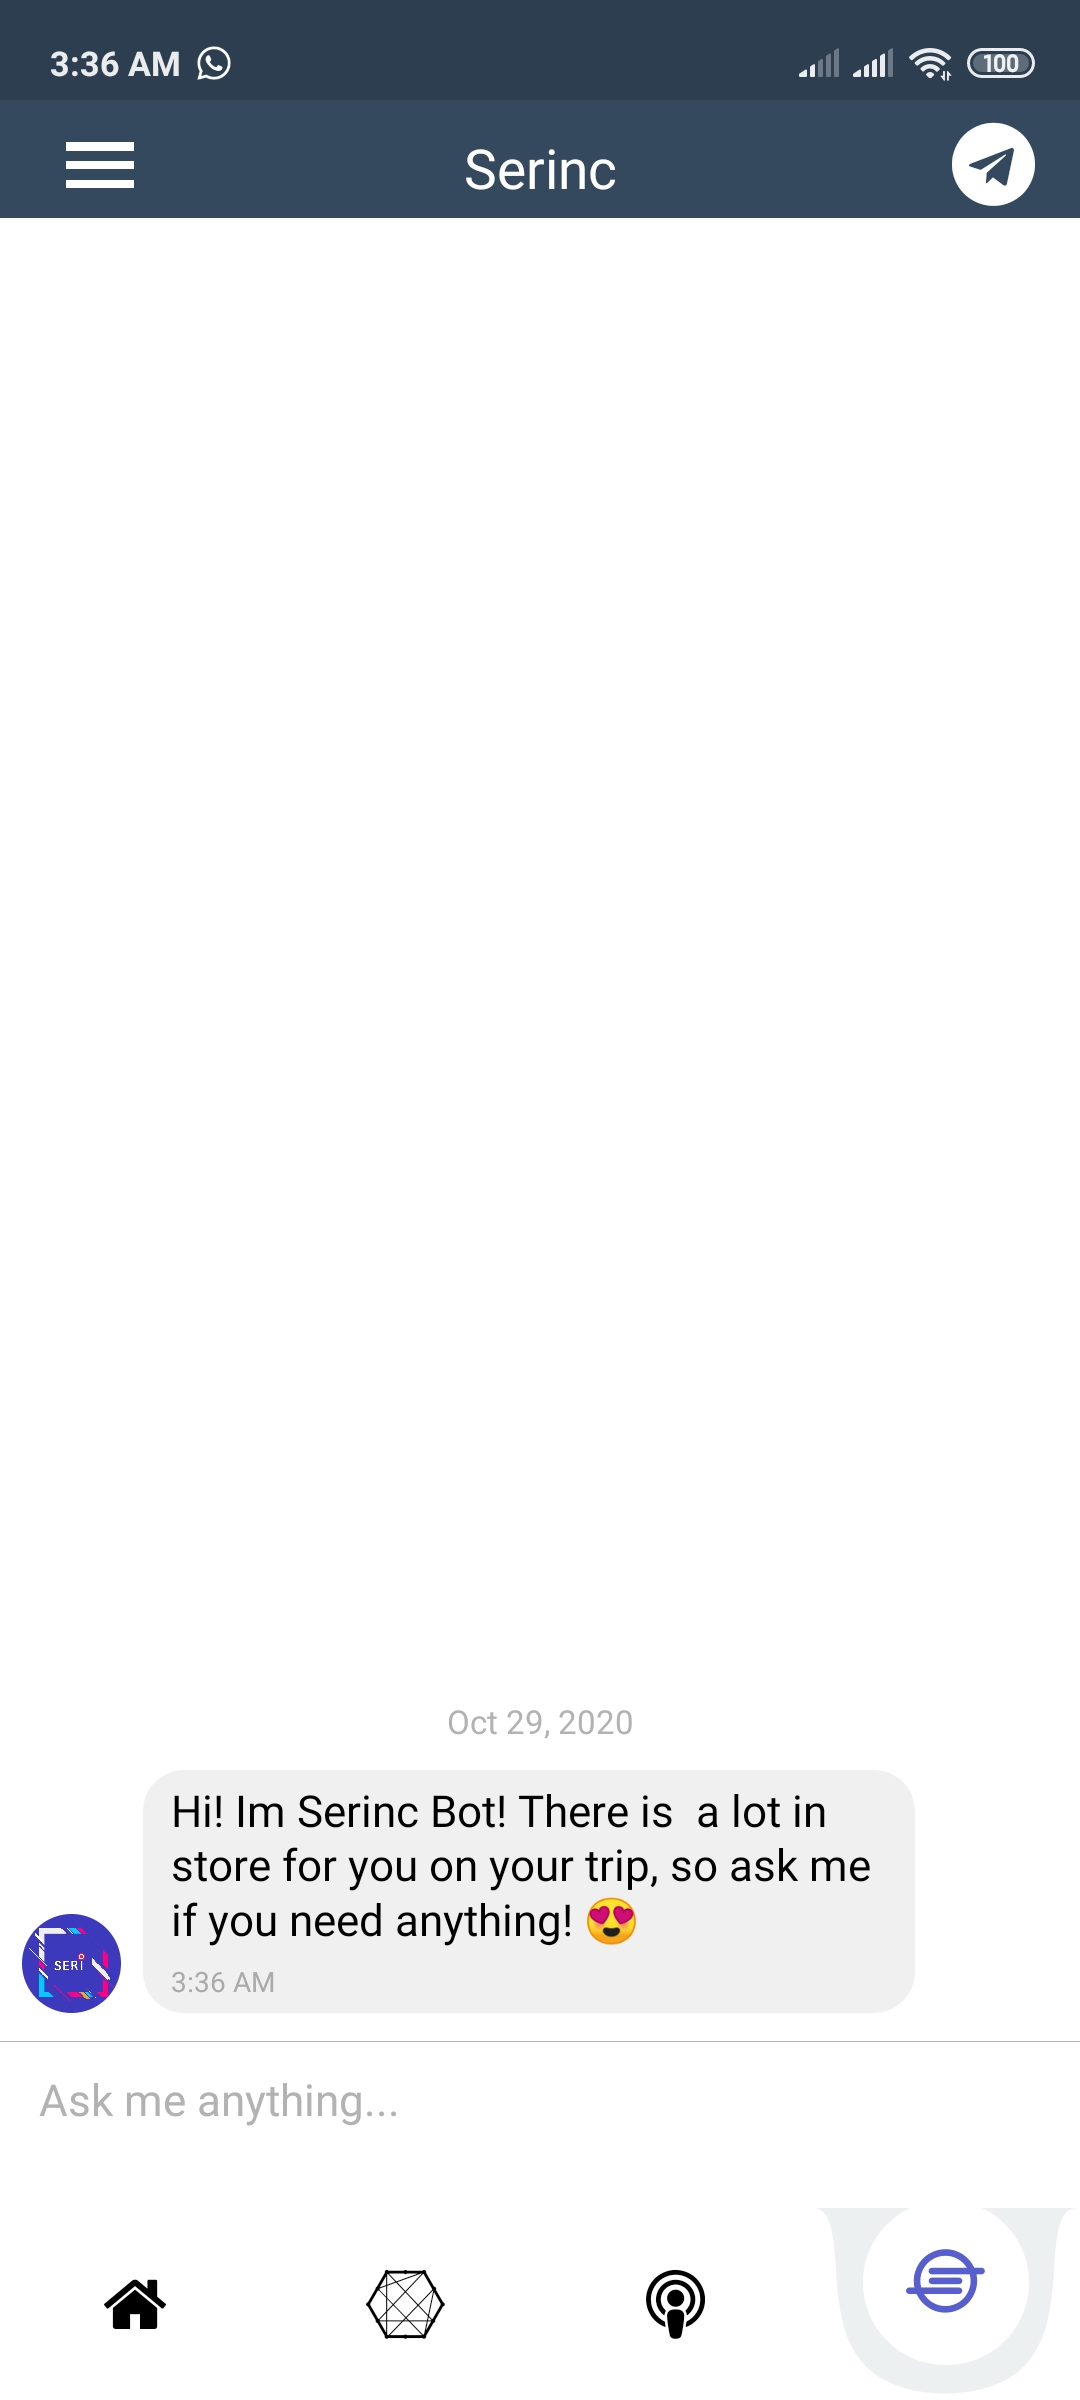 3:36 AM
100
Serinc
Oct 29, 2020
Hi! Im Serinc Bot! There is  a lot in
store for you on your trip, so ask me
if you need anything! 😍
3:36 AM
SERI
Ask me anything...